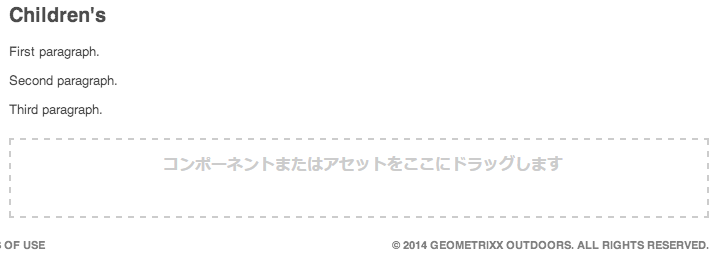 Children's
First paragraph.
Second paragraph.
Third paragraph.
コンポーネントまたはアセットをここにドラッグします
OF USE
© 2014 GEOMETRIXX OUTDOORS. ALL RIGHTS RESERVED.